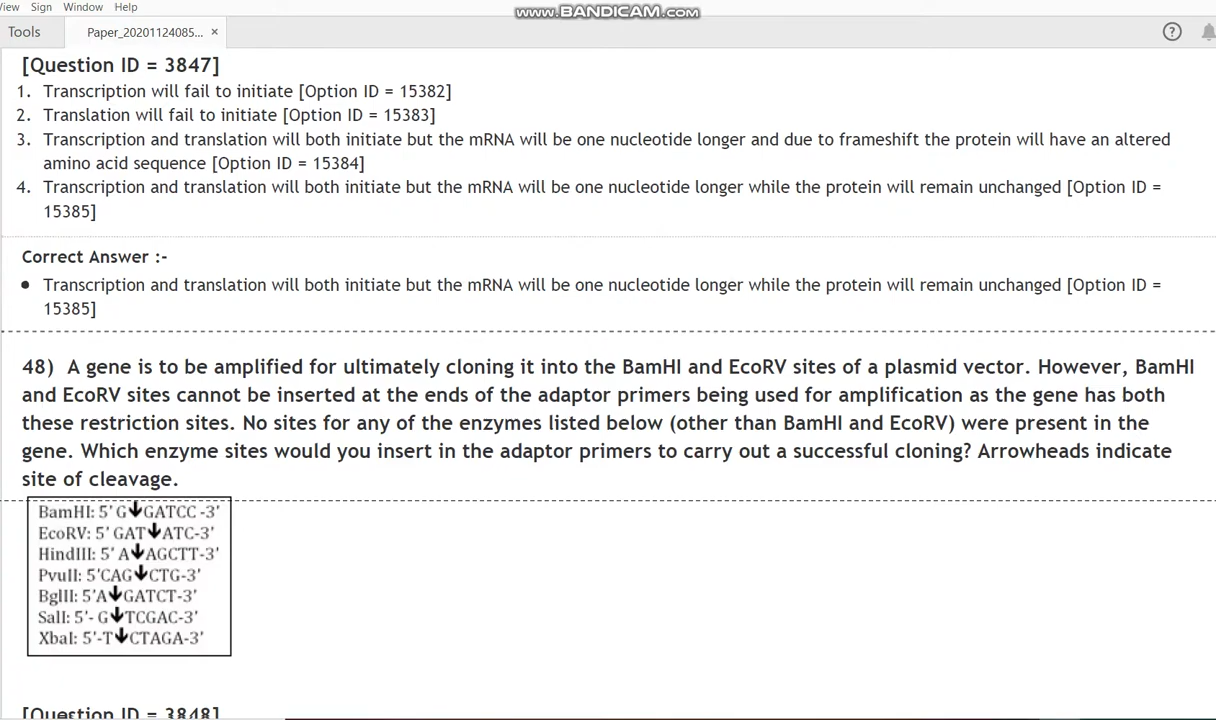 View Sign Window Help
www.BANDICAM.com
Tools Paper_20201124085... ×
[Question ID = 3847]
1. Transcription will fail to initiate [Option ID = 15382]
2. Translation will fail to initiate [Option ID = 15383]
3. Transcription and translation will both initiate but the mRNA will be one nucleotide longer and due to frameshift the protein will have an altered
amino acid sequence [Option ID = 15384]
4. Transcription and translation will both initiate but the mRNA will be one nucleotide longer while the protein will remain unchanged [Option ID =
15385]
Correct Answer :-
• Transcription and translation will both initiate but the mRNA will be one nucleotide longer while the protein will remain unchanged [Option ID =
15385]
48) A gene is to be amplified for ultimately cloning it into the BamHI and EcoRV sites of a plasmid vector. However, BamHI
and EcoRV sites cannot be inserted at the ends of the adaptor primers being used for amplification as the gene has both
these restriction sites. No sites for any of the enzymes listed below (other than BamHI and EcoRV) were present in the
gene. Which enzyme sites would you insert in the adaptor primers to carry out a successful cloning? Arrowheads indicate
site of cleavage.
BamHI: 5' G↓GATCC -3'
EcoRV: 5' GAT↓ATC-3'
HindIII: 5' A↓AGCTT-3'
PvuII: 5'CAG↓CTG-3'
BglII: 5'A↓GATCT-3'
SalI: 5'- G↓TCGAC-3'
XbaI: 5'-T↓CTAGA-3'
[Question ID = 3848]